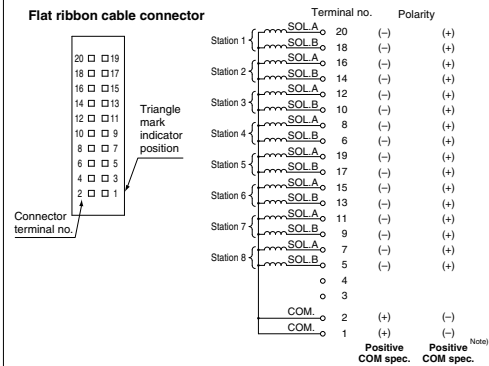 Flat ribbon cable connector
Terminal no. Polarity
20 19
18 17
16 15
14 13
12 11
10 9
8 7
6 5
4 3
2 1
Triangle
mark
indicator
position
Connector
terminal no.
Station 1 SOL.A 20 (–) (+)
SOL.B 18 (–) (+)
Station 2 SOL.A 16 (–) (+)
SOL.B 14 (–) (+)
Station 3 SOL.A 12 (–) (+)
SOL.B 10 (–) (+)
Station 4 SOL.A 8 (–) (+)
SOL.B 6 (–) (+)
Station 5 SOL.A 19 (–) (+)
SOL.B 17 (–) (+)
Station 6 SOL.A 15 (–) (+)
SOL.B 13 (–) (+)
Station 7 SOL.A 11 (–) (+)
SOL.B 9 (–) (+)
Station 8 SOL.A 7 (–) (+)
SOL.B 5 (–) (+)
4
3
COM. 2 (+) (–)
COM. 1 (+) (–)
Positive Positive Note)
COM spec. COM spec.